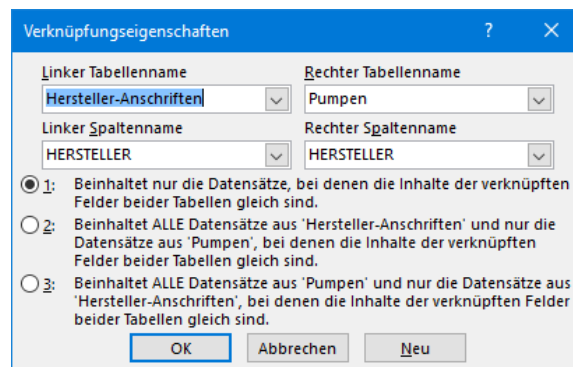 Verknüpfungseigenschaften ? ×
Linker Tabellenname Rechter Tabellenname
Hersteller-Anschriften Pumpen
Linker Spaltenname Rechter Spaltenname
HERSTELLER HERSTELLER
1: Beinhaltet nur die Datensätze, bei denen die Inhalte der verknüpften
Felder beider Tabellen gleich sind.
2: Beinhaltet ALLE Datensätze aus 'Hersteller-Anschriften' und nur die
Datensätze aus 'Pumpen', bei denen die Inhalte der verknüpften
Felder beider Tabellen gleich sind.
3: Beinhaltet ALLE Datensätze aus 'Pumpen' und nur die Datensätze aus
'Hersteller-Anschriften', bei denen die Inhalte der verknüpften Felder
beider Tabellen gleich sind.
OK Abbrechen Neu